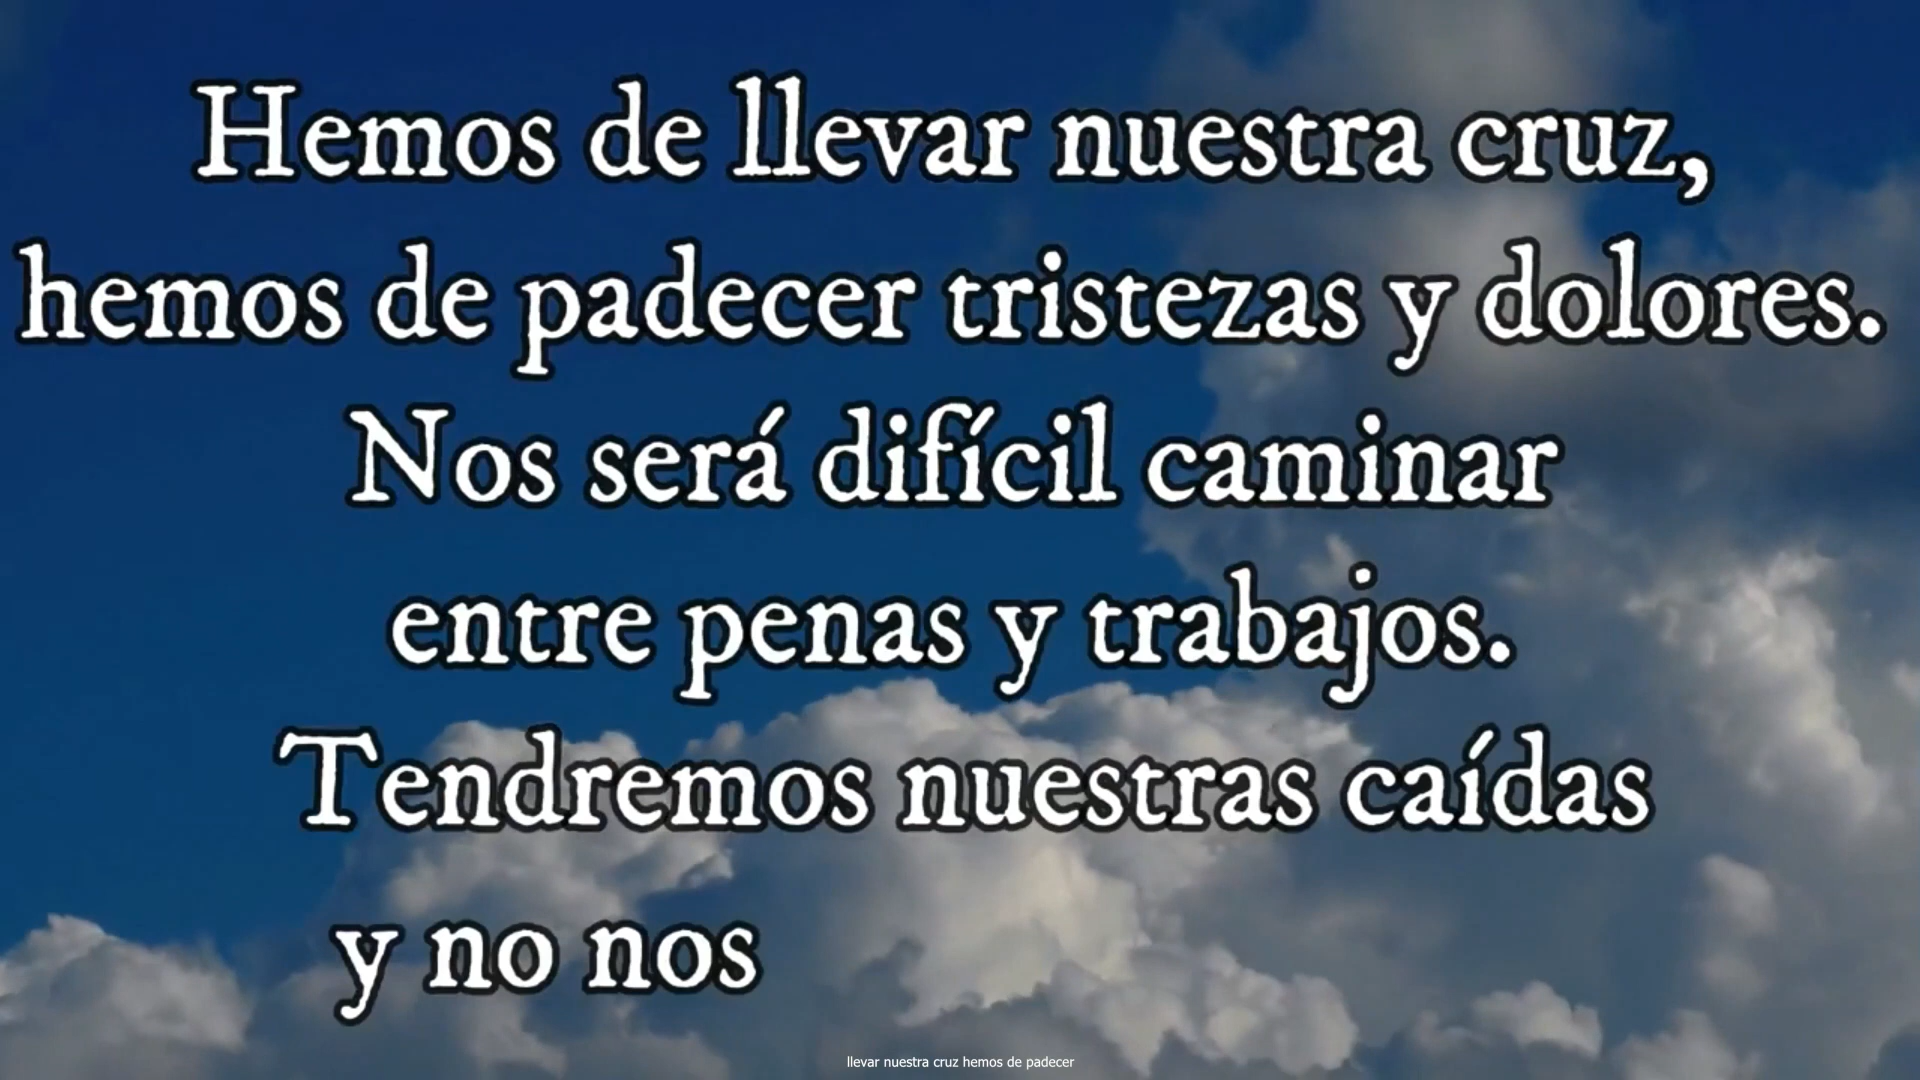 Hemos de llevar nuestra cruz,
hemos de padecer tristezas y dolores.
Nos será difícil caminar
entre penas y trabajos.
Tendremos nuestras caídas
y no nos
llevar nuestra cruz hemos de padecer